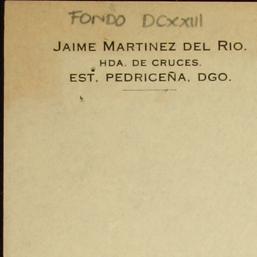 FONDO DCXXIII
JAIME MARTINEZ DEL RIO.
HDA. DE CRUCES.
EST. PEDRICEÑA, DGO.